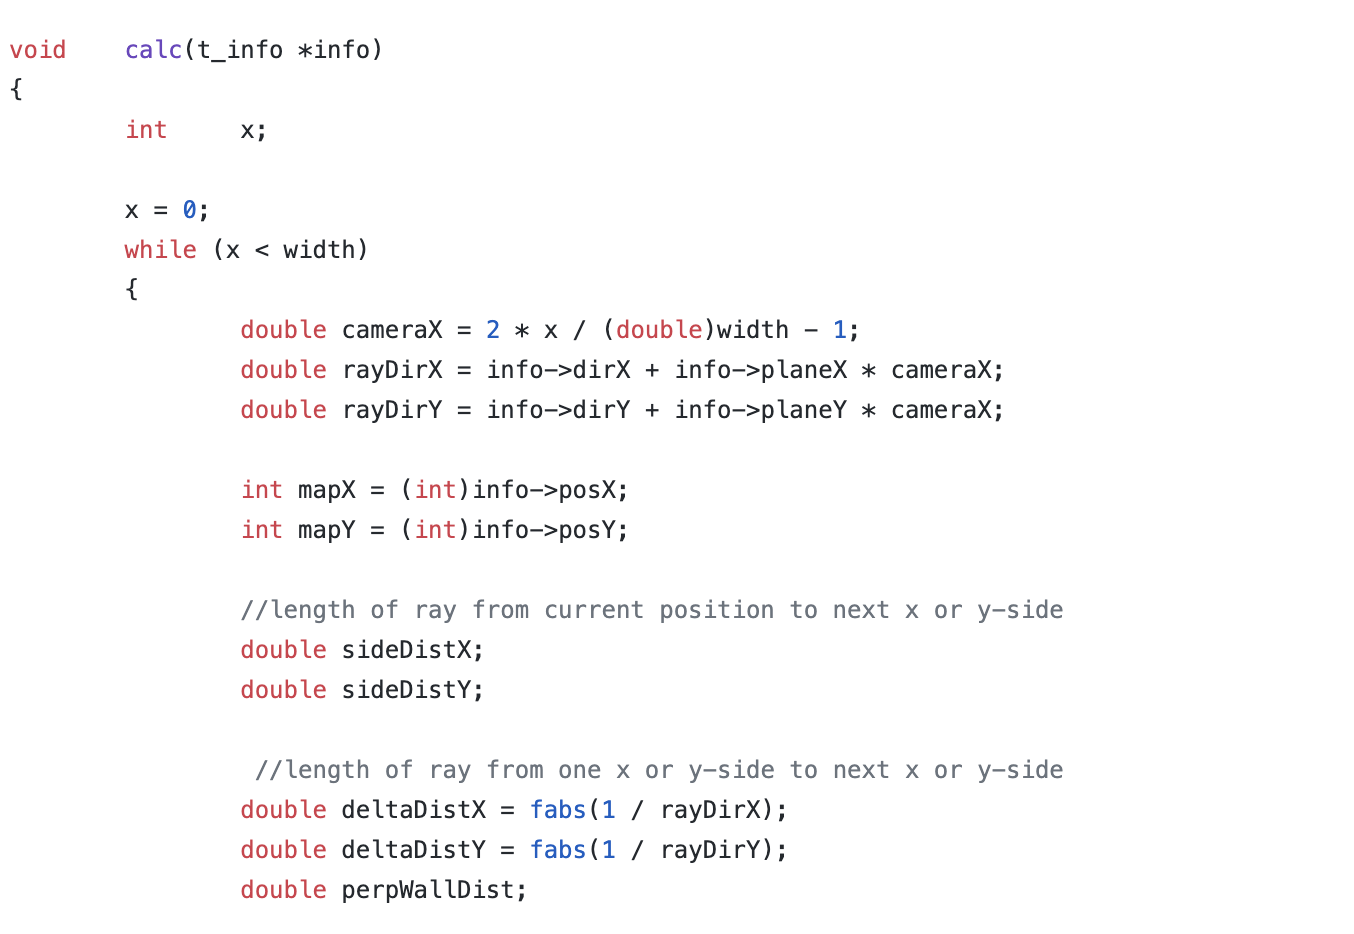 void    calc(t_info *info)
{
        int     x;

        x = 0;
        while (x < width)
        {
                double cameraX = 2 * x / (double)width - 1;
                double rayDirX = info->dirX + info->planeX * cameraX;
                double rayDirY = info->dirY + info->planeY * cameraX;

                int mapX = (int)info->posX;
                int mapY = (int)info->posY;

                //length of ray from current position to next x or y-side
                double sideDistX;
                double sideDistY;

                 //length of ray from one x or y-side to next x or y-side
                double deltaDistX = fabs(1 / rayDirX);
                double deltaDistY = fabs(1 / rayDirY);
                double perpWallDist;